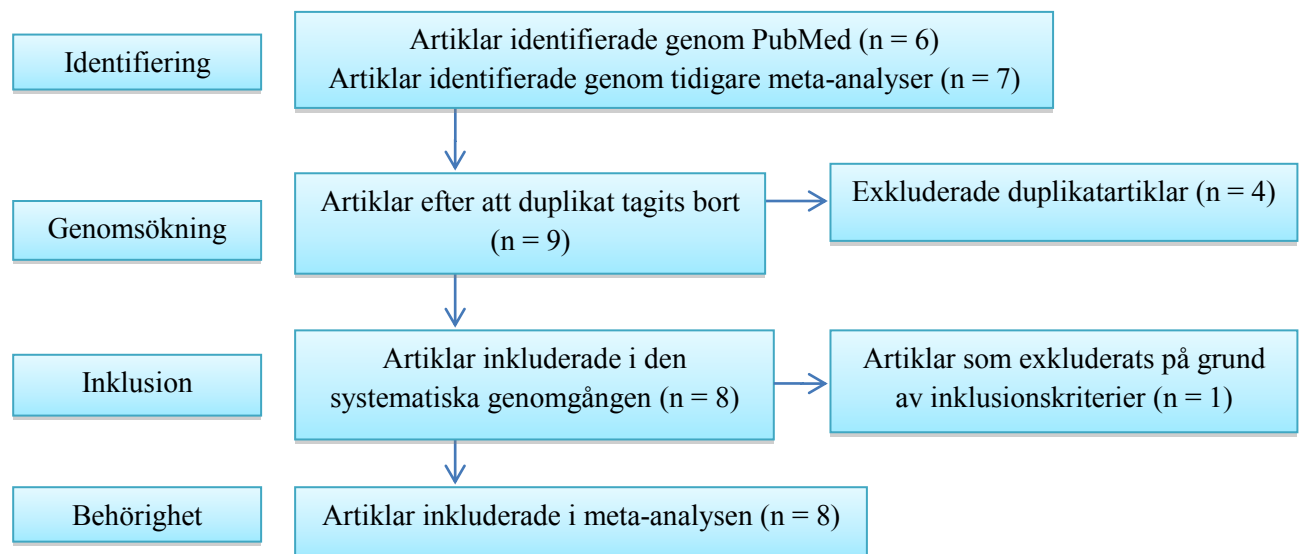 Identifiering
Artiklar identifierade genom PubMed (n = 6)
Artiklar identifierade genom tidigare meta-analyser (n = 7)
Genomsökning
Artiklar efter att duplikat tagits bort
(n = 9)
Exkluderade duplikatartiklar (n = 4)
Inklusion
Artiklar inkluderade i den
systematiska genomgången (n = 8)
Artiklar som exkluderats på grund
av inklusionskriterier (n = 1)
Behörighet
Artiklar inkluderade i meta-analysen (n = 8)